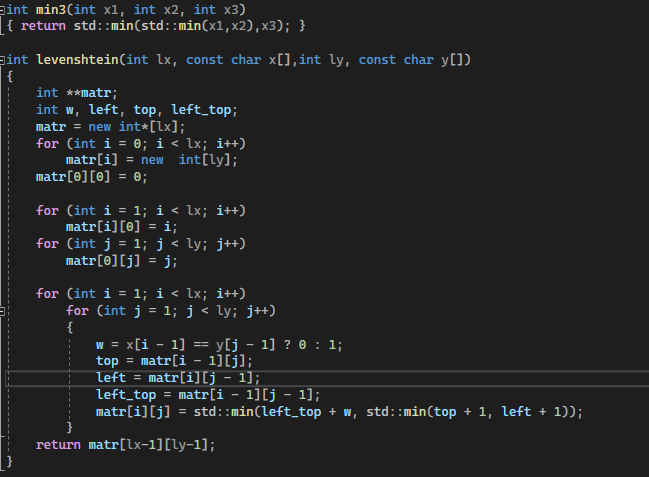 int min3(int x1, int x2, int x3)
{ return std::min(std::min(x1,x2),x3); }

int levenshtein(int lx, const char x[],int ly, const char y[])
{
    int **matr;
    int w, left, top, left_top;
    matr = new int*[lx];
    for (int i = 0; i < lx; i++)
        matr[i] = new  int[ly];
    matr[0][0] = 0;

    for (int i = 1; i < lx; i++)
        matr[i][0] = i;
    for (int j = 1; j < ly; j++)
        matr[0][j] = j;

    for (int i = 1; i < lx; i++)
        for (int j = 1; j < ly; j++)
        {
            w = x[i - 1] == y[j - 1] ? 0 : 1;
            top = matr[i - 1][j];
            left = matr[i][j - 1];
            left_top = matr[i - 1][j - 1];
            matr[i][j] = std::min(left_top + w, std::min(top + 1, left + 1));
        }
    return matr[lx-1][ly-1];
}